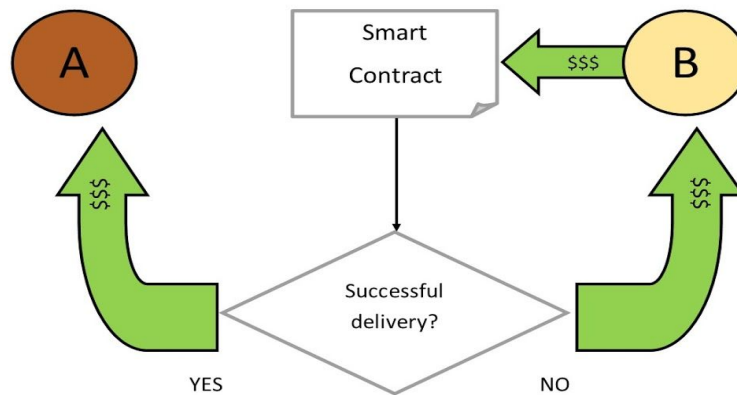 A
Smart
Contract
$$$
B
$$$
$$$
Successful
delivery?
YES
NO